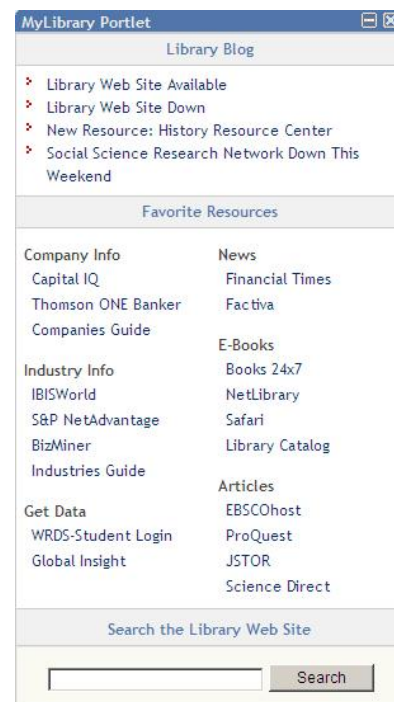 MyLibrary Portlet
Library Blog
Library Web Site Available
Library Web Site Down
New Resource: History Resource Center
Social Science Research Network Down This
Weekend
Favorite Resources
Company Info
Capital IQ
Thomson ONE Banker
Companies Guide
Industry Info
IBISWorld
S&P NetAdvantage
BizMiner
Industries Guide
Get Data
WRDS-Student Login
Global Insight
News
Financial Times
Factiva
E-Books
Books 24x7
NetLibrary
Safari
Library Catalog
Articles
EBSCOhost
ProQuest
JSTOR
Science Direct
Search the Library Web Site
Search